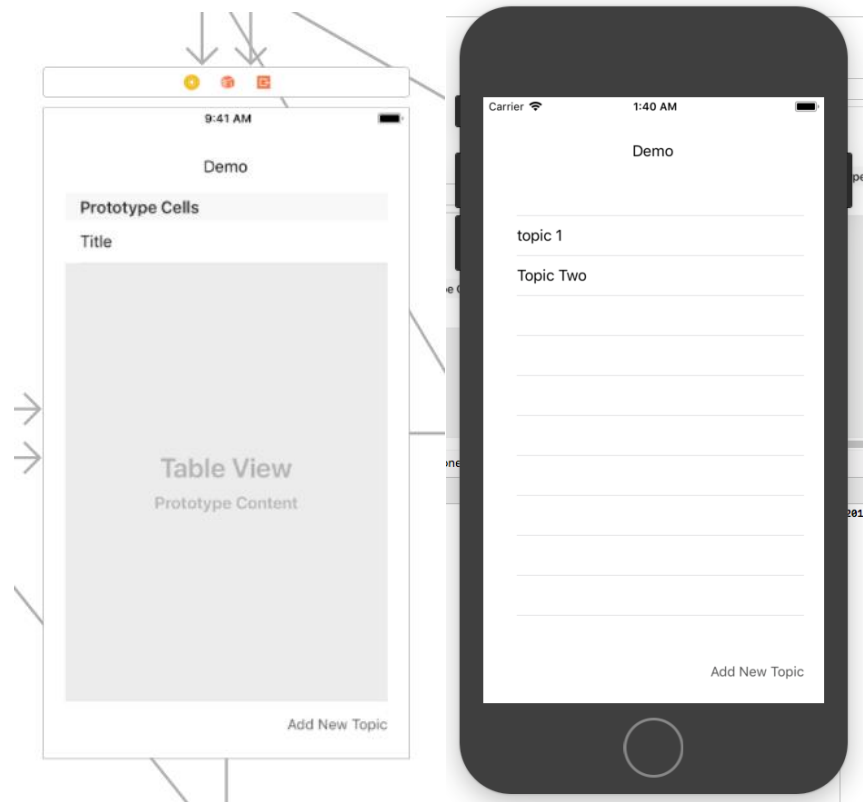 9:41 AM
Demo
Prototype Cells
Title
Table View
Prototype Content
Add New Topic
Carrier
1:40 AM
Demo
topic 1
Topic Two
Add New Topic
201